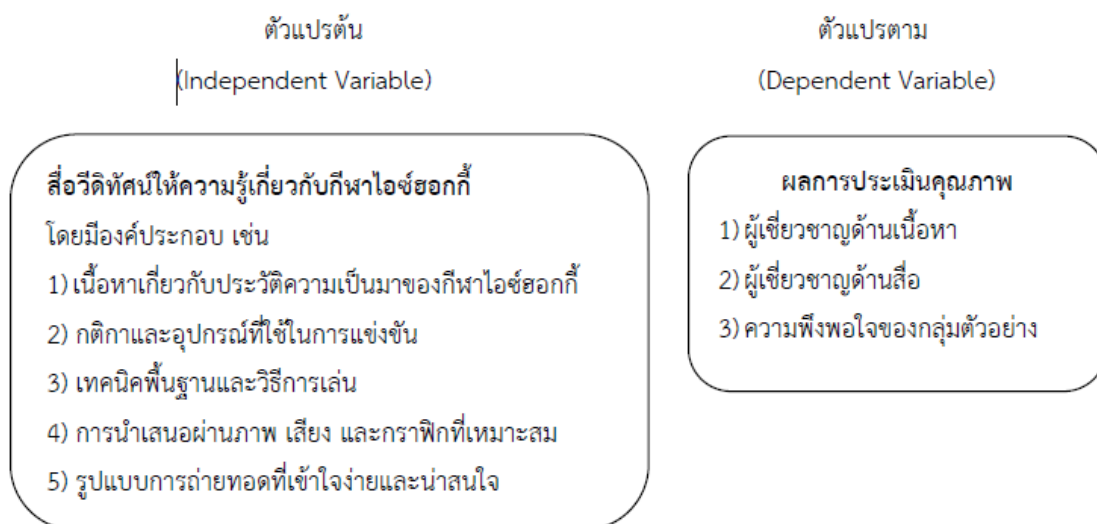 ตัวแปรต้น
(Independent Variable)
สื่อวีดิทัศน์ให้ความรู้เกี่ยวกับกีฬาไอซ์ฮอกกี้
โดยมีองค์ประกอบ เช่น
1) เนื้อหาเกี่ยวกับประวัติความเป็นมาของกีฬาไอซ์ฮอกกี้
2) กติกาและอุปกรณ์ที่ใช้ในการแข่งขัน
3) เทคนิคพื้นฐานและวิธีการเล่น
4) การนำเสนอผ่านภาพ เสียง และกราฟิกที่เหมาะสม
5) รูปแบบการถ่ายทอดที่เข้าใจง่ายและน่าสนใจ
ตัวแปรตาม
(Dependent Variable)
ผลการประเมินคุณภาพ
1) ผู้เชี่ยวชาญด้านเนื้อหา
2) ผู้เชี่ยวชาญด้านสื่อ
3) ความพึงพอใจของกลุ่มตัวอย่าง